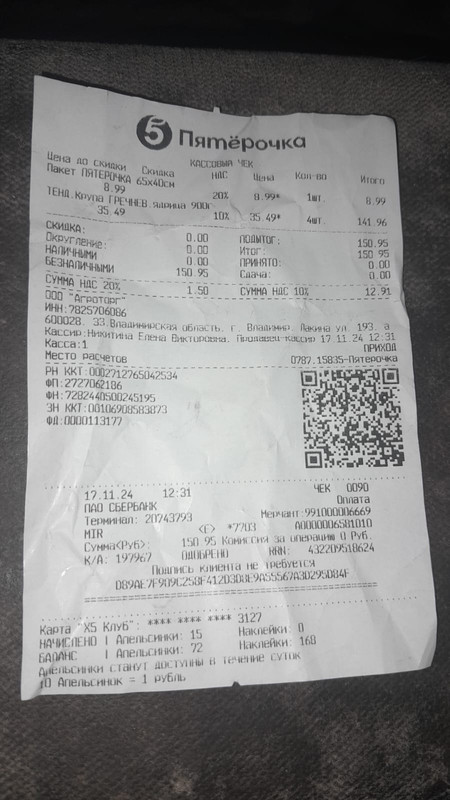 5 Пятёрочка
КАССОВЫЙ ЧЕК
Цена до скидки Скидка НДС Цена Кол-во Итого
Пакет ПЯТЕРОЧКА 65х40см
8.99 20% 8.99* 1шт. 8.99
ТЕНД.Крупа ГРЕЧНЕВ.ядрица 900г
35.49 10% 35.49* 4шт. 141.96
СКИДКА: 0.00 ПОДЫТОГ: 150.95
Округление: 0.00 Итог: 150.95
НАЛИЧНЫМИ 0.00 ПРИНЯТО: 0.00
БЕЗНАЛИЧНЫМИ 150.95 Сдача: 0.00
СУММА НДС 20% 1.50 СУММА НДС 10% 12.91
ООО "Агроторг"
ИНН:7825706086
600028, 33,Владимирская область, г. Владимир, Лакина ул, 193, а
Кассир:Никитина Елена Викторовна, Продавец-кассир 17.11.24 12:31
Касса:1 ПРИХОД
Место расчетов 0787.15835-Пятерочка
РН ККТ:0002712765042534
ФП:2727062186
ФН:7282440500245195
ЗН ККТ:00106908583873
ФД:0000113177
17.11.24 12:31 ЧЕК 0090
ПАО СБЕРБАНК Оплата
Терминал: 20743793 Мерчант:991000006669
MIR <E> *7703 A0000006581010
Сумма<Руб>: 150.95 Комиссия за операцию 0 Руб.
К/А: 197967 ОДОБРЕНО RRN: 432209518624
Подпись клиента не требуется
Карта "X5 Клуб": **** **** **** 3127
НАЧИСЛЕНО | Апельсинки: 15 Наклейки: 0
БАЛАНС | Апельсинки: 72 Наклейки: 168
Апельсинки станут доступны в течение суток
10 Апельсинок = 1 рубль